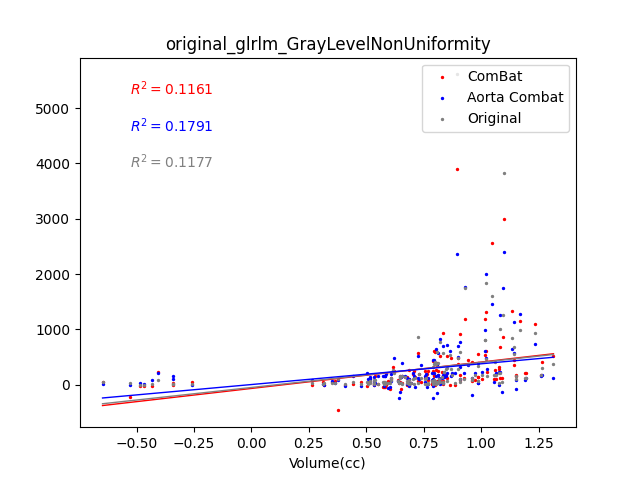 original_glrlm_GrayLevelNonUniformity
R² = 0.1161
R² = 0.1791
R² = 0.1177
ComBat
Aorta Combat
Original
5000
4000
3000
2000
1000
0
−0.50 −0.25 0.00 0.25 0.50 0.75 1.00 1.25
Volume(cc)